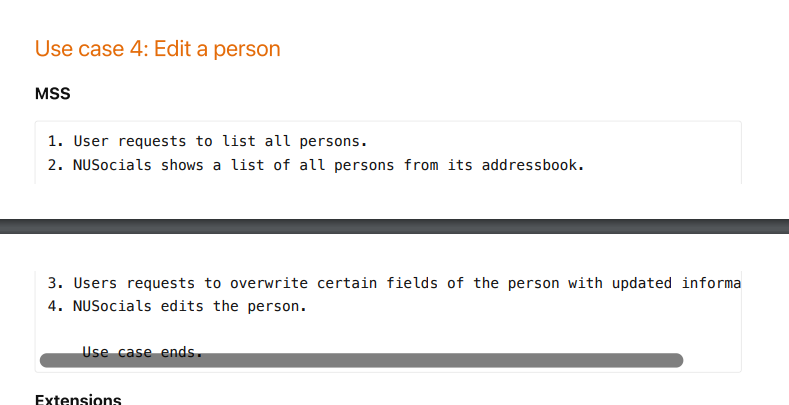 Use case 4: Edit a person
MSS
1. User requests to list all persons.
2. NUSocials shows a list of all persons from its addressbook.
3. Users requests to overwrite certain fields of the person with updated informa
4. NUSocials edits the person.
Use case ends.
Extensions